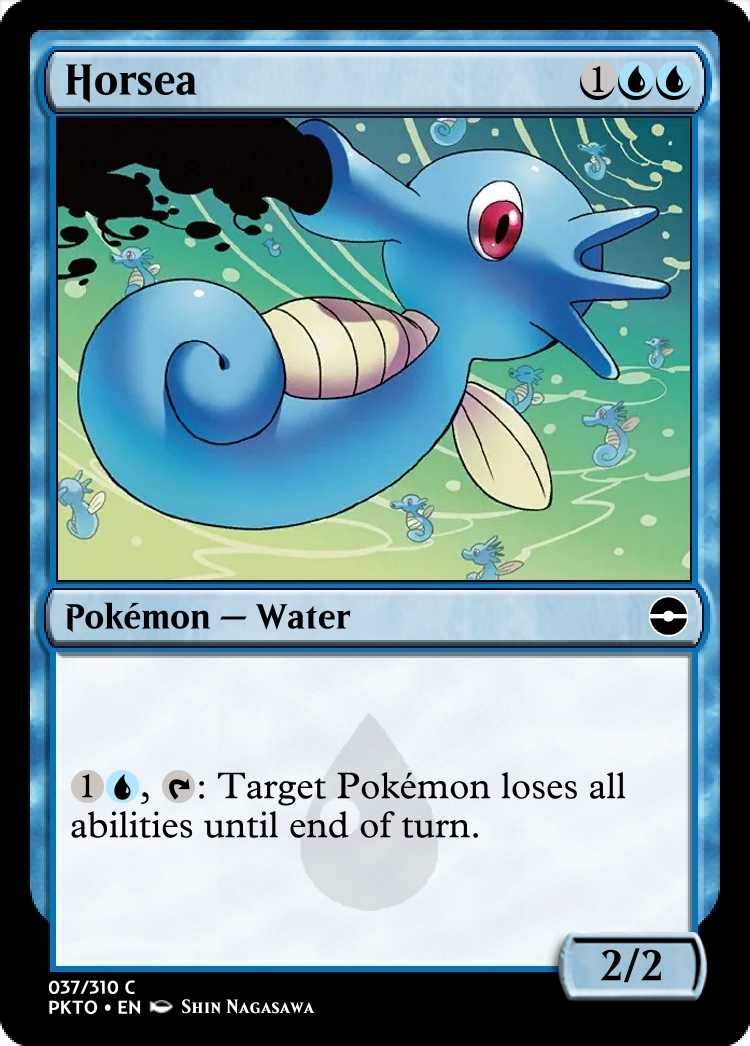 Horsea 1
Pokémon — Water
1, : Target Pokémon loses all
abilities until end of turn.
2/2
037/310 C
PKTO • EN Shin Nagasawa